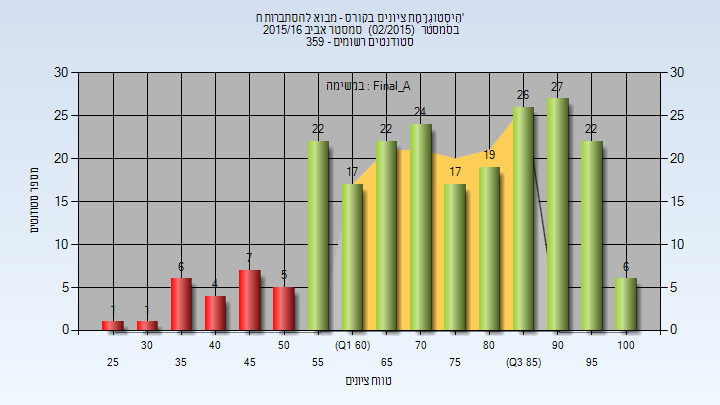 היסטוגרמת ציונים בקורס - מבוא להסתברות ח'
בסמסטר (02/2015) סמסטר אביב 2015/16
סטודנטים רשומים - 359
במשימה : Final_A
30 30
25 25
20 20
15 15
10 10
5 5
0 0
מספר סטודנטים
1 1 6 4 7 5 22 17 22 24 17 19 26 27 22 6
30 40 50 (Q1 60) 70 80 90 100
25 35 45 55 65 75 (Q3 85) 95
טווח ציונים